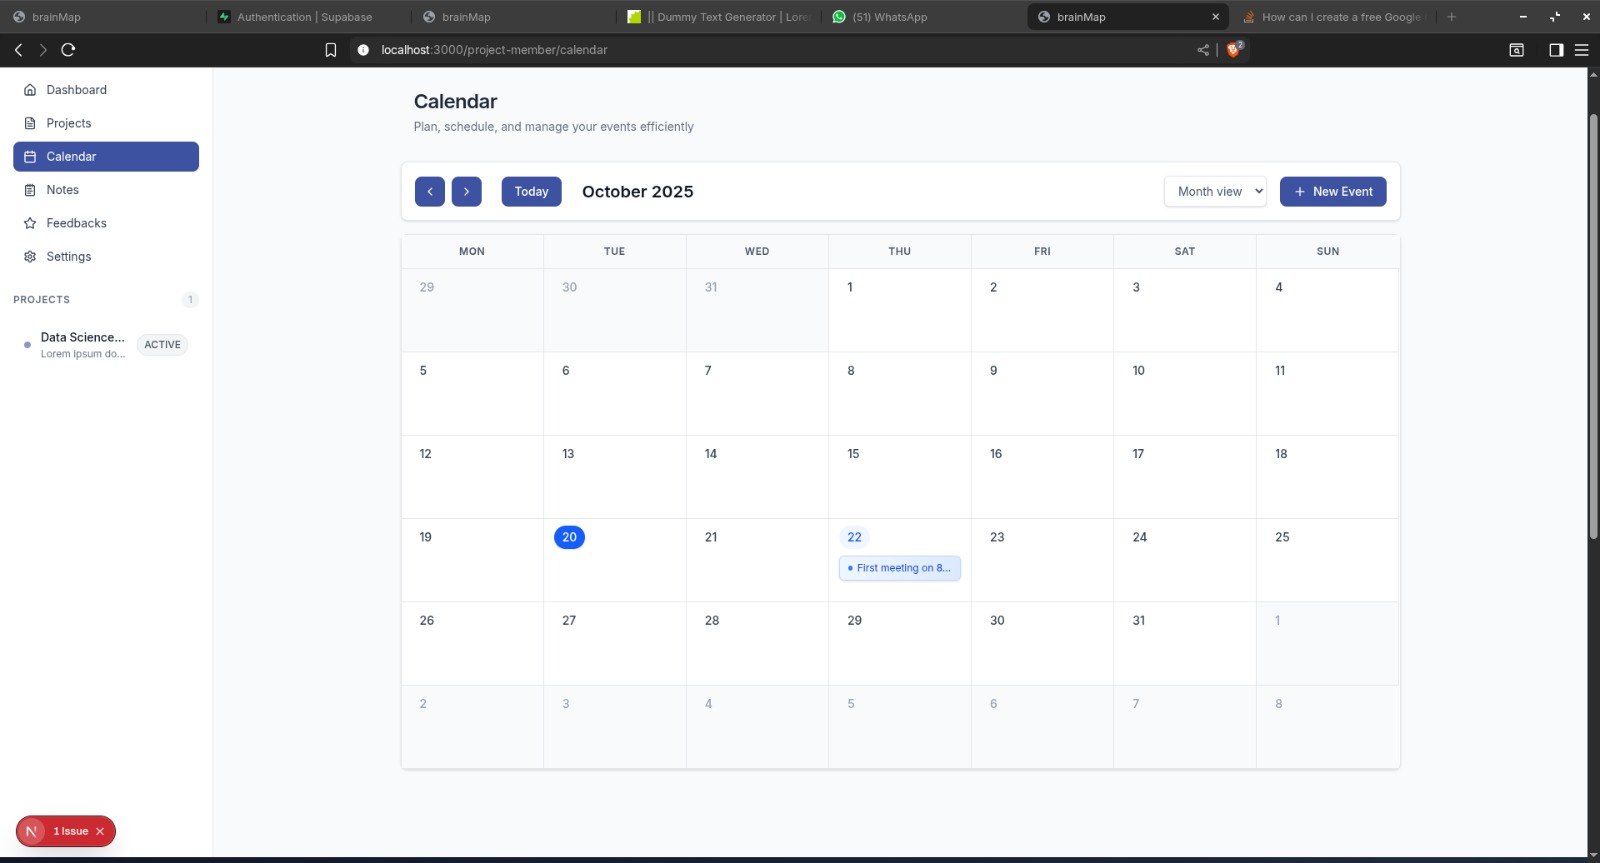 brainMap
Authentication | Supabase
brainMap
|| Dummy Text Generator | Lore
(51) WhatsApp
brainMap
How can I create a free Google
localhost:3000/project-member/calendar
2
Dashboard
Projects
Calendar
Notes
Feedbacks
Settings
PROJECTS 1
Data Science...
Lorem ipsum do...
ACTIVE
Calendar
Plan, schedule, and manage your events efficiently
Today
October 2025
Month view
+ New Event
MON TUE WED THU FRI SAT SUN
29 30 31 1 2 3 4
5 6 7 8 9 10 11
12 13 14 15 16 17 18
19 20 21 22 23 24 25
First meeting on 8...
26 27 28 29 30 31 1
2 3 4 5 6 7 8
N 1 Issue